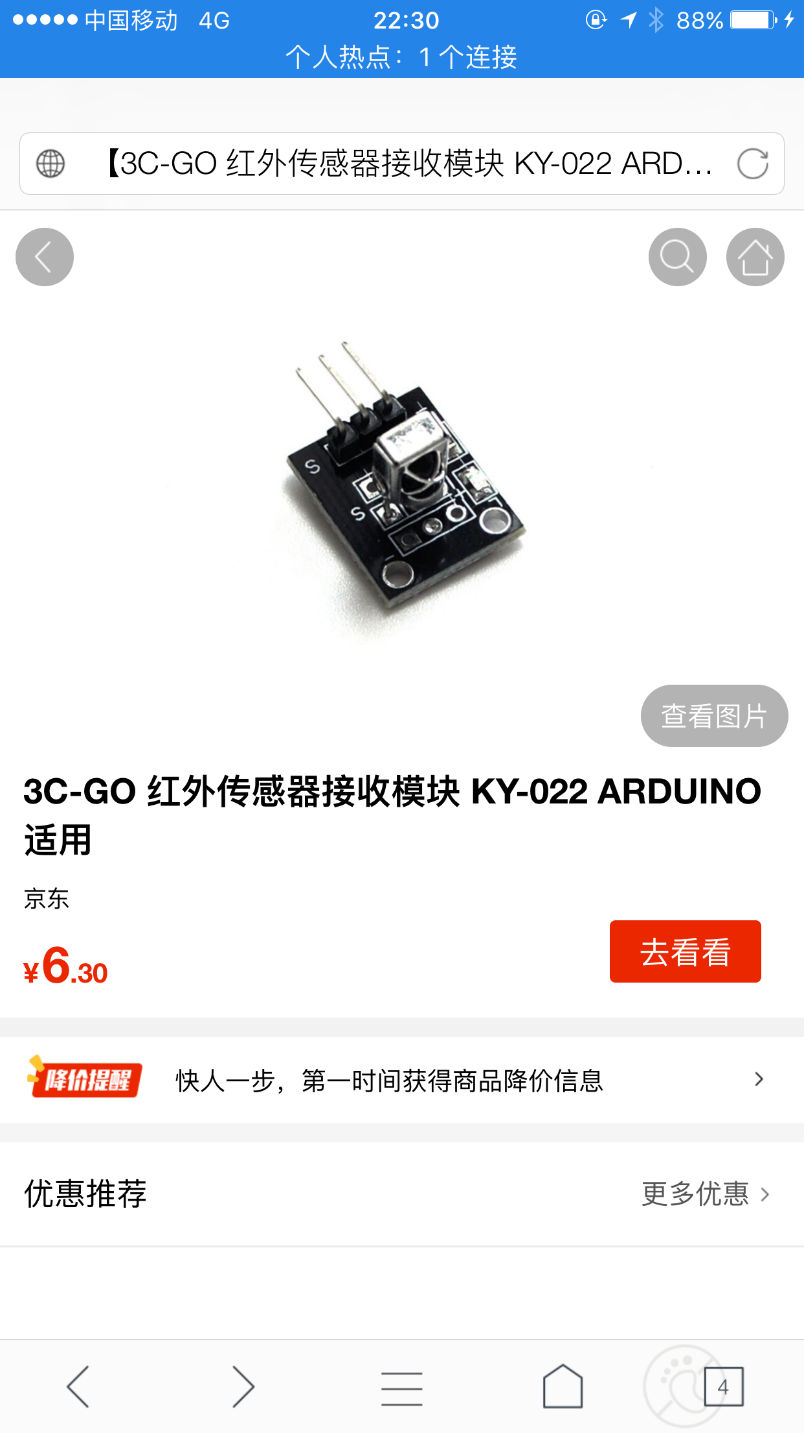 中国移动 4G 22:30 88%
个人热点：1 个连接
【3C-GO 红外传感器接收模块 KY-022 ARD...
S
S
查看图片
3C-GO 红外传感器接收模块 KY-022 ARDUINO
适用
京东
¥6.30
去看看
降价提醒 快人一步，第一时间获得商品降价信息
优惠推荐 更多优惠
4